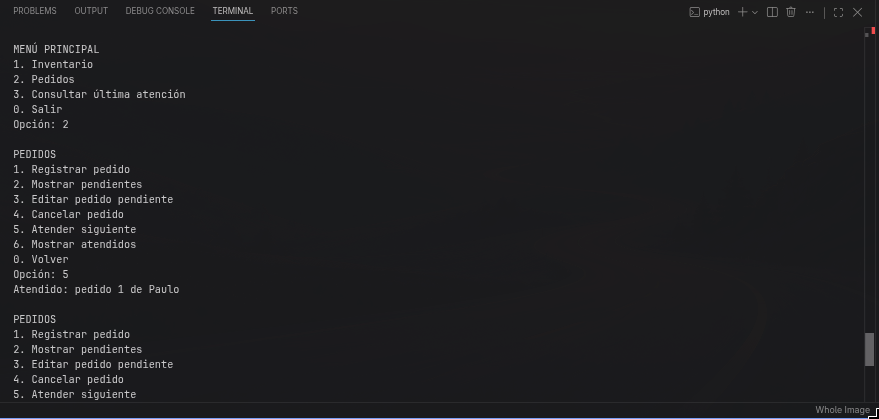 PROBLEMS OUTPUT DEBUG CONSOLE TERMINAL PORTS python
MENÚ PRINCIPAL
1. Inventario
2. Pedidos
3. Consultar última atención
0. Salir
Opción: 2
PEDIDOS
1. Registrar pedido
2. Mostrar pendientes
3. Editar pedido pendiente
4. Cancelar pedido
5. Atender siguiente
6. Mostrar atendidos
0. Volver
Opción: 5
Atendido: pedido 1 de Paulo
PEDIDOS
1. Registrar pedido
2. Mostrar pendientes
3. Editar pedido pendiente
4. Cancelar pedido
5. Atender siguiente
Whole Image